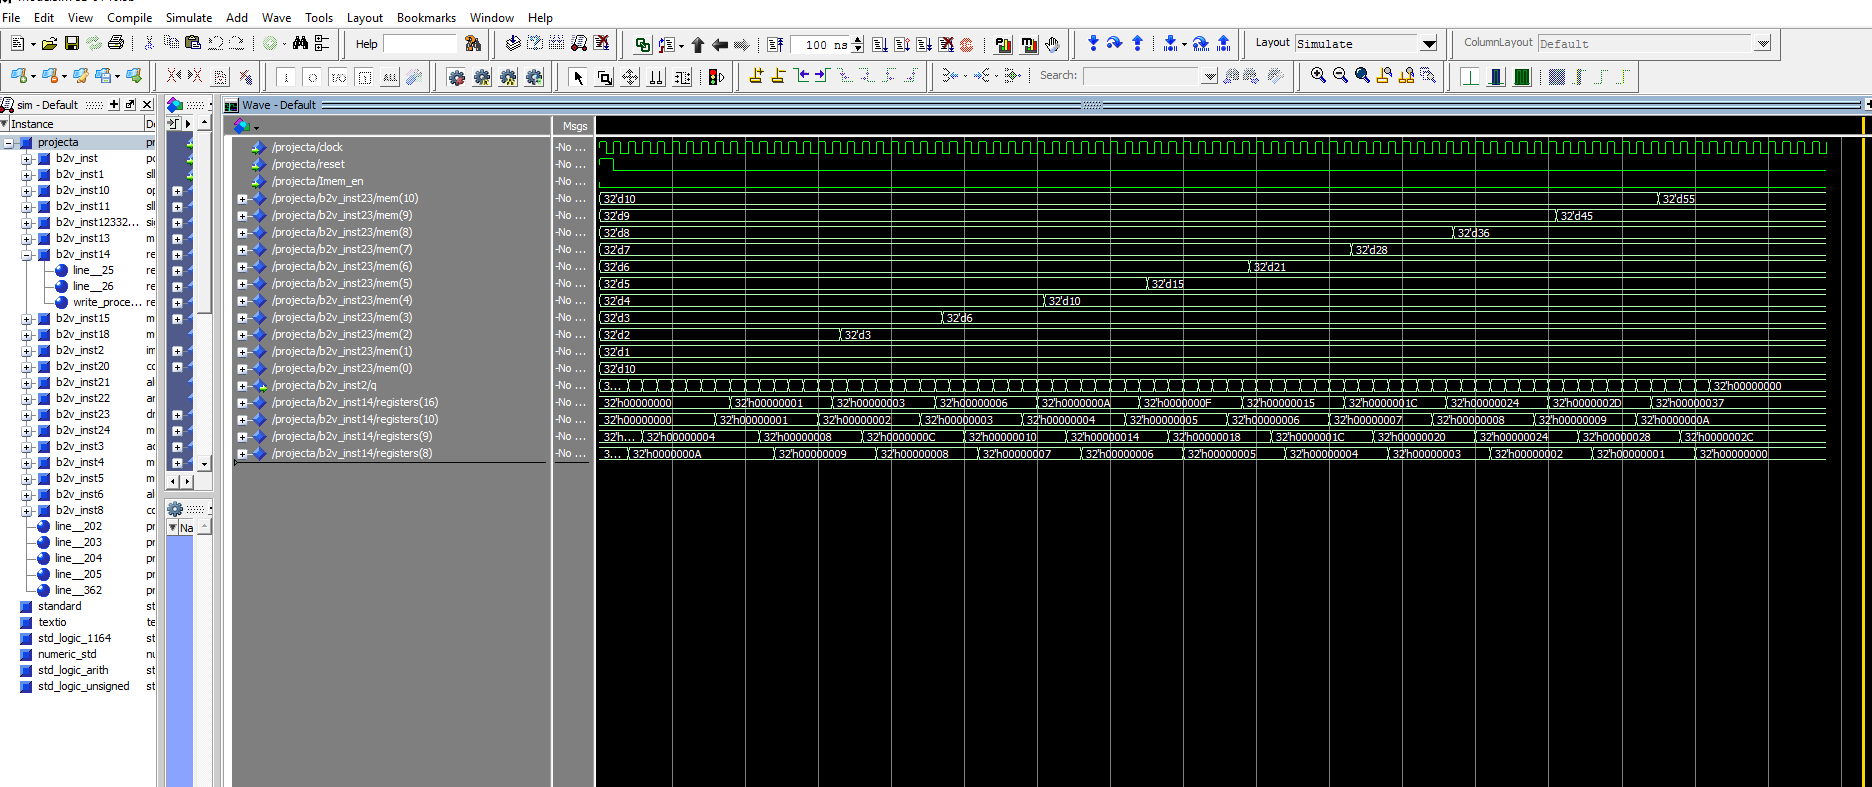 File Edit View Compile Simulate Add Wave Tools Layout Bookmarks Window Help
Help 100 ns Layout Simulate ColumnLayout Default
Search:
sim - Default
Wave - Default
Instance
Msgs
projecta
b2v_inst
b2v_inst1
b2v_inst10
b2v_inst11
b2v_inst12332...
b2v_inst13
b2v_inst14
line__25
line__26
write_proce...
b2v_inst15
b2v_inst18
b2v_inst2
b2v_inst20
b2v_inst21
b2v_inst22
b2v_inst23
b2v_inst24
b2v_inst3
b2v_inst4
b2v_inst5
b2v_inst6
b2v_inst8
line__202
line__203
line__204
line__205
line__362
standard
textio
std_logic_1164
numeric_std
std_logic_arith
std_logic_unsigned
Na
/projecta/clock -No ...
/projecta/reset -No ...
/projecta/Imem_en -No ...
/projecta/b2v_inst23/mem(10) -No ... 32'd10 32'd55
/projecta/b2v_inst23/mem(9) -No ... 32'd9 32'd45
/projecta/b2v_inst23/mem(8) -No ... 32'd8 32'd36
/projecta/b2v_inst23/mem(7) -No ... 32'd7 32'd28
/projecta/b2v_inst23/mem(6) -No ... 32'd6 32'd21
/projecta/b2v_inst23/mem(5) -No ... 32'd5 32'd15
/projecta/b2v_inst23/mem(4) -No ... 32'd4 32'd10
/projecta/b2v_inst23/mem(3) -No ... 32'd3 32'd6
/projecta/b2v_inst23/mem(2) -No ... 32'd2 32'd3
/projecta/b2v_inst23/mem(1) -No ... 32'd1
/projecta/b2v_inst23/mem(0) -No ... 32'd10
/projecta/b2v_inst2/q -No ... 3... 32'h00000000
/projecta/b2v_inst14/registers(16) -No ... 32'h00000000 32'h00000001 32'h00000003 32'h00000006 32'h0000000A 32'h0000000F 32'h00000015 32'h0000001C 32'h00000024 32'h0000002D 32'h00000037
/projecta/b2v_inst14/registers(10) -No ... 32'h00000000 32'h00000001 32'h00000002 32'h00000003 32'h00000004 32'h00000005 32'h00000006 32'h00000007 32'h00000008 32'h00000009 32'h0000000A
/projecta/b2v_inst14/registers(9) -No ... 32'h... 32'h00000004 32'h00000008 32'h0000000C 32'h00000010 32'h00000014 32'h00000018 32'h0000001C 32'h00000020 32'h00000024 32'h00000028 32'h0000002C
/projecta/b2v_inst14/registers(8) -No ... 3... 32'h0000000A 32'h00000009 32'h00000008 32'h00000007 32'h00000006 32'h00000005 32'h00000004 32'h00000003 32'h00000002 32'h00000001 32'h00000000